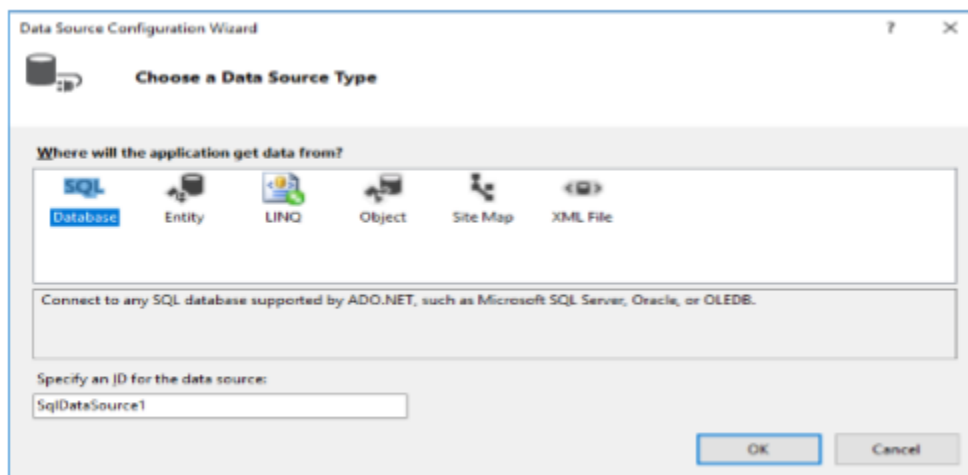 Data Source Configuration Wizard
Choose a Data Source Type
Where will the application get data from?
SQL
Database Entity LINQ Object Site Map XML File
Connect to any SQL database supported by ADO.NET, such as Microsoft SQL Server, Oracle, or OLEDB.
Specify an ID for the data source:
SqlDataSource1
OK Cancel